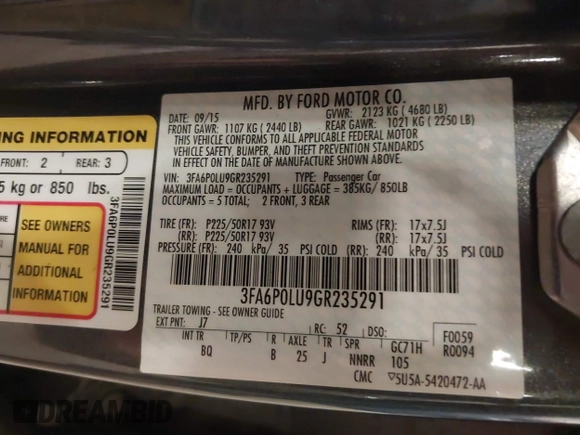 MFD. BY FORD MOTOR CO.
DATE: 09/15 GVWR: 2123 KG ( 4680 LB)
FRONT GAWR: 1107 KG ( 2440 LB) REAR GAWR: 1021 KG ( 2250 LB)
THIS VEHICLE CONFORMS TO ALL APPLICABLE FEDERAL MOTOR
VEHICLE SAFETY, BUMPER, AND THEFT PREVENTION STANDARDS
IN EFFECT ON THE DATE OF MANUFACTURE SHOWN ABOVE.
VIN: 3FA6P0LU9GR235291 TYPE: Passenger Car
MAXIMUM LOAD = OCCUPANTS + LUGGAGE = 385KG/ 850LB
OCCUPANTS = 5 TOTAL; 2 FRONT, 3 REAR
TIRE (FR): P225/50R17 93V RIMS (FR): 17x7.5J
TIRE (RR): P225/50R17 93V (RR): 17x7.5J
PRESSURE (FR): 240 kPa/ 35 PSI COLD (RR): 240 kPa/ 35 PSI COLD
3FA6P0LU9GR235291
TRAILER TOWING - SEE OWNER GUIDE
EXT PNT: J7 RC: 52 DSO: F0059
INT TR TP/PS R AXLE TR SPR GC71H R0094
BQ B 25 J NNRR 105
CMC 5U5A-5420472-AA
ING INFORMATION
FRONT: 2 REAR: 3
5 kg or 850 lbs.
SEE OWNERS
MANUAL FOR
ADDITIONAL
INFORMATION
3FA6P0LU9GR235291
DREAMBID